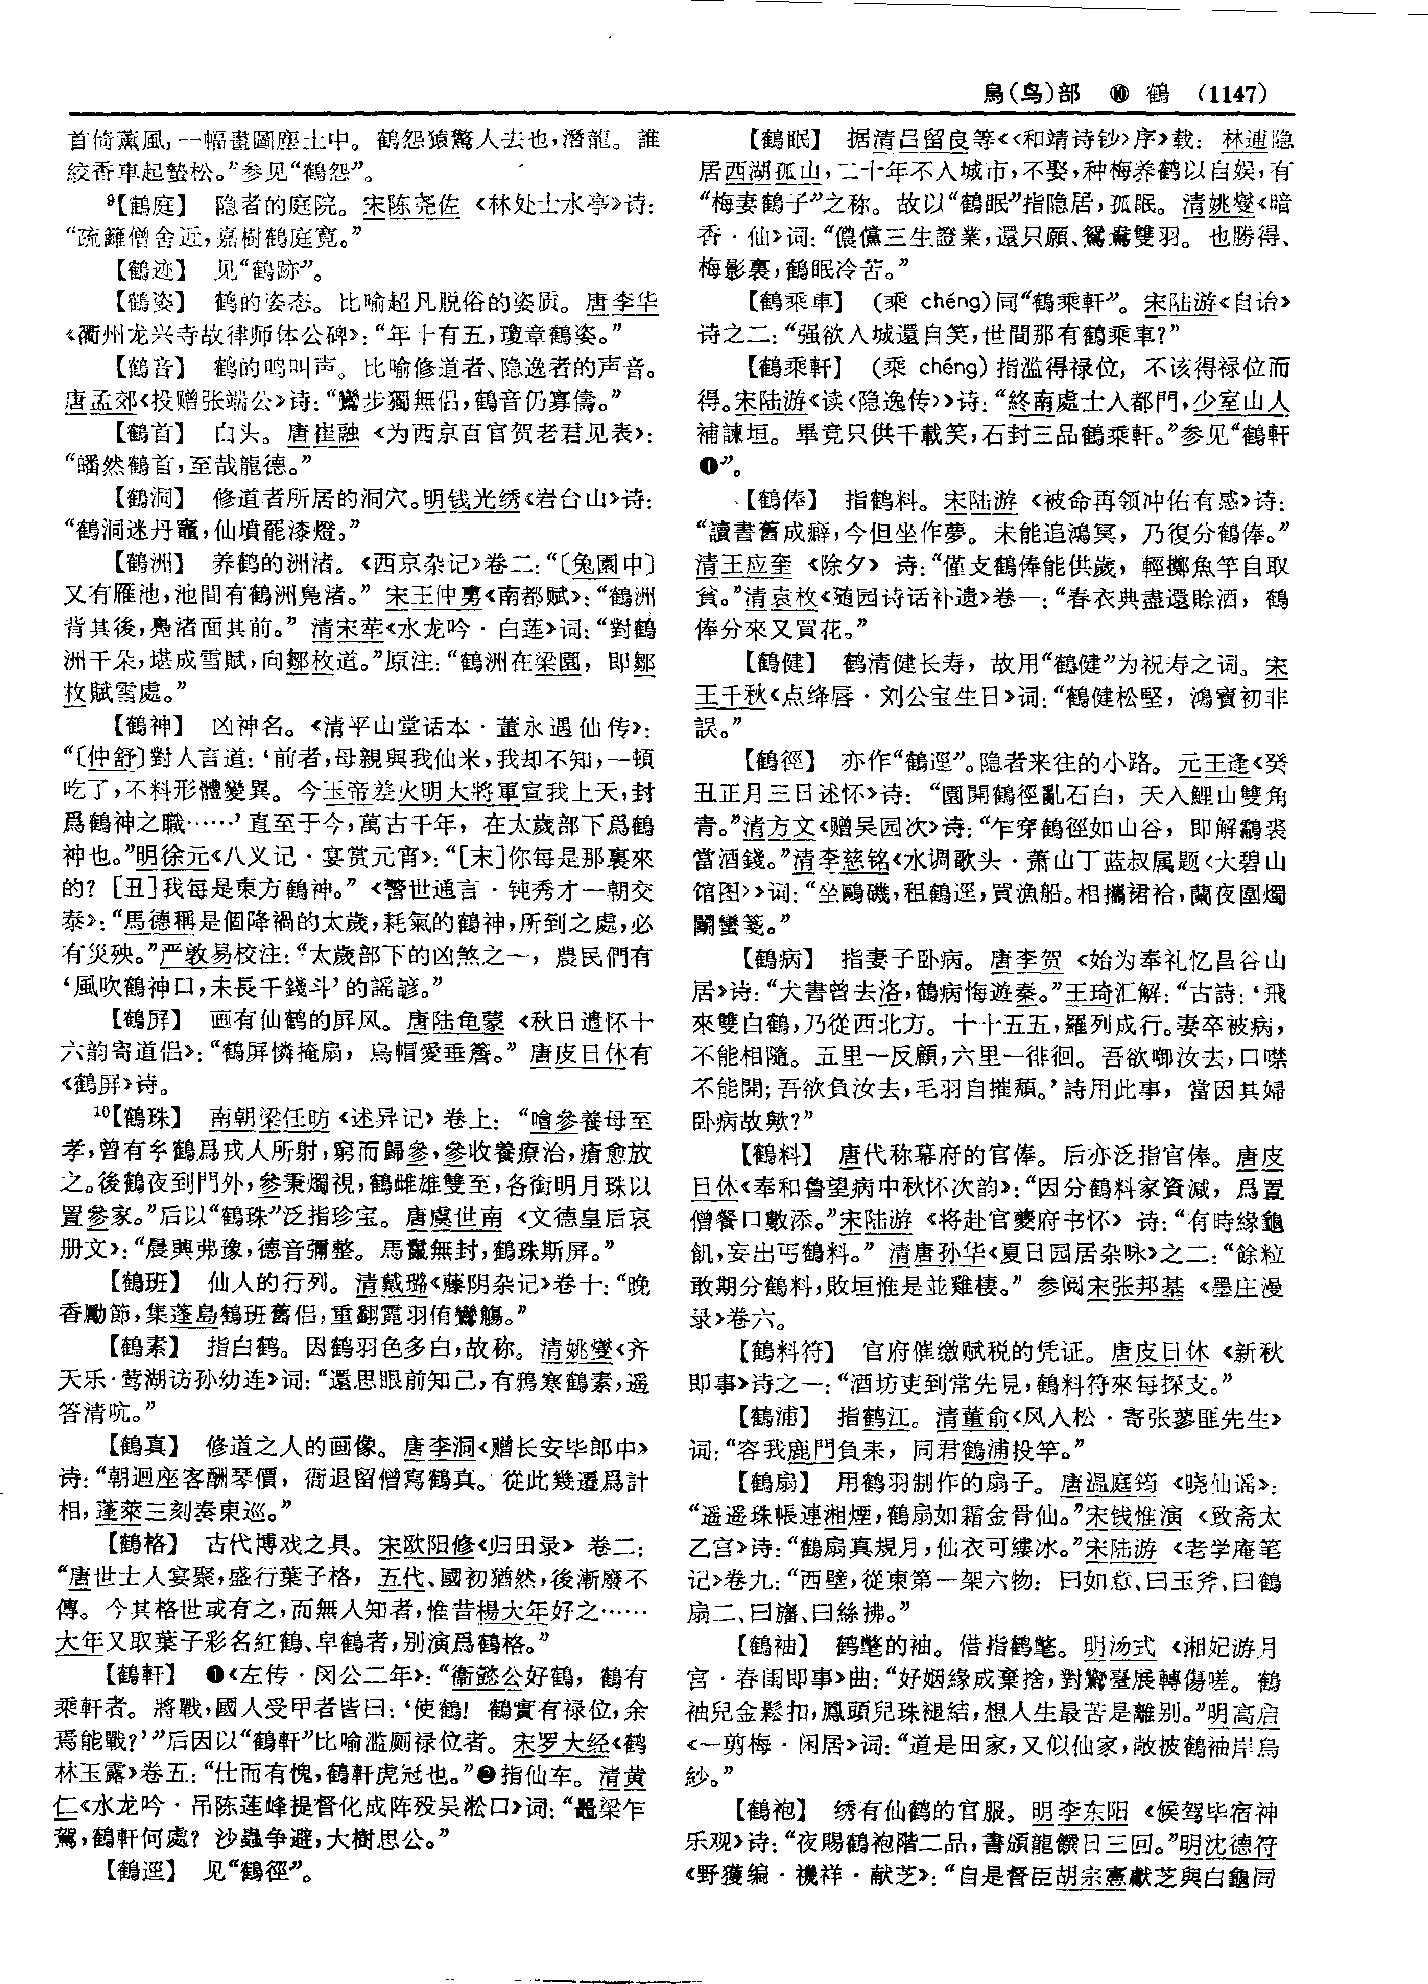 鳥(鸟)部 ⑩ 鶴 (1147)
首倚薰風,一幅畫圖塵土中。鹤怨猿驚人去也,潛龍。誰
絞香車起蟄松。”参见“鶴怨”。
⁹【鶴庭】 隐者的庭院。宋陈尧佐《林处士水亭》诗:
“疏籬僧舍近,嘉樹鶴庭寬。”
【鶴迹】 见“鶴跡”。
【鶴姿】 鹤的姿态。比喻超凡脱俗的姿质。唐李华
《衢州龙兴寺故律师体公碑》:“年十有五,瓊章鶴姿。”
【鶴音】 鹤的鸣叫声。比喻修道者、隐逸者的声音。
唐孟郊《投赠张端公》诗:“鸞步獨無侣,鶴音仍寡儔。”
【鶴首】 白头。唐崔融《为西京百官贺老君见表》:
“皤然鶴首,至哉龍德。”
【鶴洞】 修道者所居的洞穴。明钱光绣《岩台山》诗:
“鶴洞迷丹竈,仙墳罷漆燈。”
【鶴洲】 养鹤的洲渚。《西京杂记》卷二:“〔兔園中〕
又有雁池,池間有鶴洲鳧渚。” 宋王仲旉《南都赋》:“鶴洲
背其後,鳧渚面其前。” 清宋荦《水龙吟·白莲》词:“對鶴
洲千朵,堪成雪賦,向鄒枚道。”原注:“鶴洲在梁園, 即鄒
枚賦雪處。”
【鶴神】 凶神名。《清平山堂话本·董永遇仙传》:
“〔仲舒〕對人言道:‘前者,母親與我仙米,我却不知,一頓
吃了,不料形體變異。今玉帝差火明大將軍宣我上天,封
爲鶴神之職……’直至于今,萬古千年, 在太歲部下爲鶴
神也。”明徐元《八义记·宴赏元宵》:“[末]你每是那裏來
的? [丑]我每是東方鶴神。” 《警世通言·钝秀才一朝交
泰》:“馬德稱是個降禍的太歲,耗氣的鶴神,所到之處,必
有災殃。”严敦易校注:“太歲部下的凶煞之一, 農民們有
‘風吹鶴神口,未長千錢斗’的謡諺。”
【鶴屏】 画有仙鹤的屏风。唐陆龟蒙《秋日遣怀十
六韵寄道侣》:“鶴屏憐掩扇, 烏帽愛垂簷。” 唐皮日休有
《鶴屏》诗。
¹⁰【鶴珠】 南朝梁任昉《述异记》卷上: “噲參養母至
孝,曾有玄鶴爲戎人所射,窮而歸參,參收養療治,瘡愈放
之。後鶴夜到門外,參秉燭視,鶴雌雄雙至,各銜明月珠以
置參家。”后以“鶴珠”泛指珍宝。唐虞世南《文德皇后哀
册文》:“晨興弗豫,德音彌整。馬鬣無封,鶴珠斯屏。”
【鶴班】 仙人的行列。清戴璐《藤阴杂记》卷十:“晚
香勵節,集蓬島鶴班舊侣,重翻霓羽侑鸞觴。”
【鶴素】 指白鹤。因鹤羽色多白,故称。清姚燮《齐
天乐·莺湖访孙幼连》词:“還思眼前知己,有鴉寒鶴素,遥
答清吭。”
【鶴真】 修道之人的画像。唐李洞《赠长安毕郎中》
诗:“朝迴座客酬琴價, 衙退留僧寫鶴真。從此幾遷爲計
相,蓬萊三刻奏東巡。”
【鶴格】 古代博戏之具。宋欧阳修《归田录》卷二:
“唐世士人宴聚,盛行葉子格, 五代、國初猶然,後漸廢不
傳。今其格世或有之,而無人知者,惟昔楊大年好之……
大年又取葉子彩名紅鶴、皁鶴者,别演爲鶴格。”
【鶴軒】 ❶《左传·闵公二年》:“衞懿公好鶴, 鶴有
乘軒者。將戰,國人受甲者皆曰:‘使鶴! 鶴實有禄位,余
焉能戰?’”后因以“鶴軒”比喻滥厕禄位者。宋罗大经《鹤
林玉露》卷五:“仕而有愧,鶴軒虎冠也。”❷指仙车。清黄
仁《水龙吟·吊陈莲峰提督化成阵殁吴淞口》词:“鼉梁乍
駕,鶴軒何處? 沙蟲争避,大樹思公。”
【鶴逕】 见“鶴徑”。
【鶴眠】 据清吕留良等《〈和靖诗钞〉序》载: 林逋隐
居西湖孤山,二十年不入城市,不娶,种梅养鹤以自娱,有
“梅妻鶴子”之称。故以“鶴眠”指隐居,孤眠。清姚燮《暗
香·仙》词:“儂儻三生證業,還只願、鴛鴦雙羽。也勝得、
梅影裏,鶴眠冷苦。”
【鶴乘車】 (乘 chéng)同“鶴乘軒”。宋陆游《自诒》
诗之二:“强欲入城還自笑,世間那有鶴乘車?”
【鶴乘軒】 (乘 chéng)指滥得禄位, 不该得禄位而
得。宋陆游《读〈隐逸传〉》诗:“終南處士入都門,少室山人
補諫垣。畢竟只供千載笑,石封三品鶴乘軒。”参见“鶴軒
❶”。
【鶴俸】 指鹤料。宋陆游《被命再领冲佑有感》诗:
“讀書舊成癖,今但坐作夢。未能追鴻冥, 乃復分鶴俸。”
清王应奎《除夕》诗:“僅支鶴俸能供歲, 輕擲魚竿自取
貧。”清袁枚《随园诗话补遗》卷一:“春衣典盡還賒酒, 鶴
俸分來又買花。”
【鶴健】 鹤清健长寿, 故用“鶴健”为祝寿之词。宋
王千秋《点绛唇·刘公宝生日》词:“鶴健松堅, 鴻寶初非
誤。”
【鶴徑】 亦作“鶴逕”。隐者来往的小路。元王逢《癸
丑正月三日述怀》诗: “園開鶴徑亂石白, 天入鯉山雙角
青。”清方文《赠吴园次》诗:“乍穿鶴徑如山谷, 即解鷫裘
當酒錢。”清李慈铭《水调歌头·萧山丁蓝叔属题〈大碧山
馆图〉》词:“坐鷗磯,租鶴逕,買漁船。相攜裙袷,蘭夜圍燭
鬬蠻箋。”
【鶴病】 指妻子卧病。唐李贺《始为奉礼忆昌谷山
居》诗:“犬書曾去洛,鶴病悔遊秦。”王琦汇解:“古詩:‘飛
來雙白鶴,乃從西北方。十十五五,羅列成行。妻卒被病,
不能相隨。五里一反顧,六里一徘徊。吾欲啣汝去,口噤
不能開;吾欲負汝去,毛羽自摧頹。’詩用此事, 當因其婦
卧病故歟?”
【鶴料】 唐代称幕府的官俸。后亦泛指官俸。唐皮
日休《奉和鲁望病中秋怀次韵》:“因分鶴料家資減, 爲置
僧餐口數添。”宋陆游《将赴官夔府书怀》诗:“有時緣龜
飢,妄出丐鶴料。” 清唐孙华《夏日园居杂咏》之二:“餘粒
敢期分鶴料,敗垣惟是並雞棲。” 参阅宋张邦基《墨庄漫
录》卷六。
【鶴料符】 官府催缴赋税的凭证。唐皮日休《新秋
即事》诗之一:“酒坊吏到常先見,鶴料符來每探支。”
【鶴浦】 指鶴江。清董俞《风入松·寄张蓼匪先生》
词:“容我鹿門負耒, 同君鶴浦投竿。”
【鶴扇】 用鹤羽制作的扇子。唐温庭筠《晓仙谣》:
“遥遥珠帳連湘煙,鶴扇如霜金骨仙。”宋钱惟演《致斋太
乙宫》诗:“鶴扇真規月,仙衣可縷冰。”宋陆游《老学庵笔
记》卷九:“西壁,從東第一架六物: 曰如意、曰玉斧、曰鶴
扇二、曰旛、曰絲拂。”
【鶴袖】 鹤氅的袖。借指鹤氅。明汤式《湘妃游月
宫·春闺即事》曲:“好姻緣成棄捨,對鸞臺展轉傷嗟。鶴
袖兒金鬆扣,鳳頭兒珠褪結,想人生最苦是離别。”明高启
《一剪梅·闲居》词:“道是田家,又似仙家,敞披鶴袖岸烏
紗。”
【鶴袍】 绣有仙鹤的官服。明李东阳《候驾毕宿神
乐观》诗:“夜賜鶴袍階二品,書頒龍饌日三回。”明沈德符
《野獲编·禨祥·献芝》:“自是督臣胡宗憲獻芝與白龜同